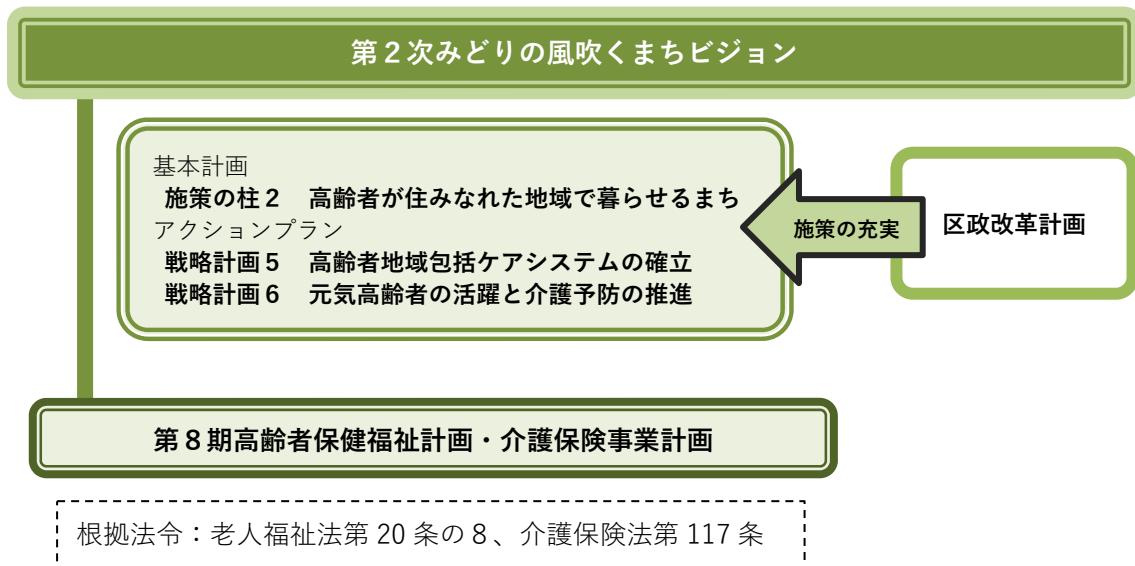 第２次みどりの風吹くまちビジョン
基本計画
施策の柱２　高齢者が住みなれた地域で暮らせるまち
アクションプラン
戦略計画５　高齢者地域包括ケアシステムの確立
戦略計画６　元気高齢者の活躍と介護予防の推進
施策の充実
区政改革計画
第８期高齢者保健福祉計画・介護保険事業計画
根拠法令：老人福祉法第 20 条の８、介護保険法第 117 条